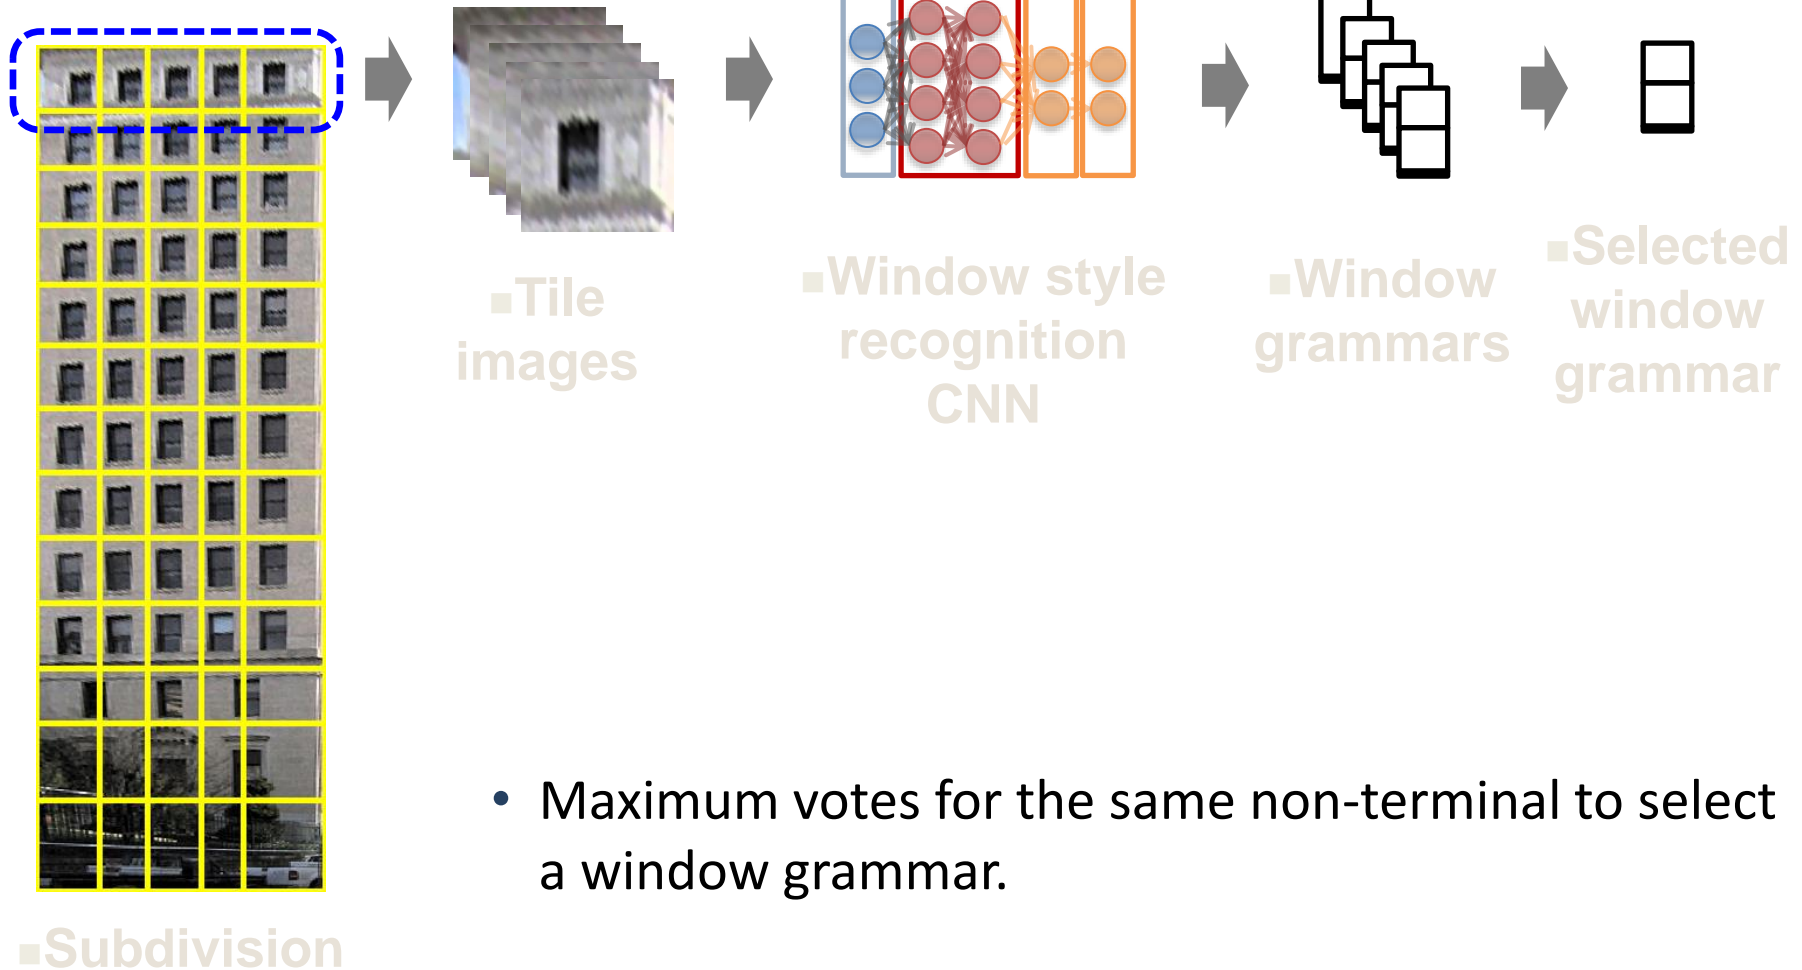 ▪Tile
images
▪Window style
recognition
CNN
▪Window
grammars
▪Selected
window
grammar
• Maximum votes for the same non-terminal to select
a window grammar.
▪Subdivision